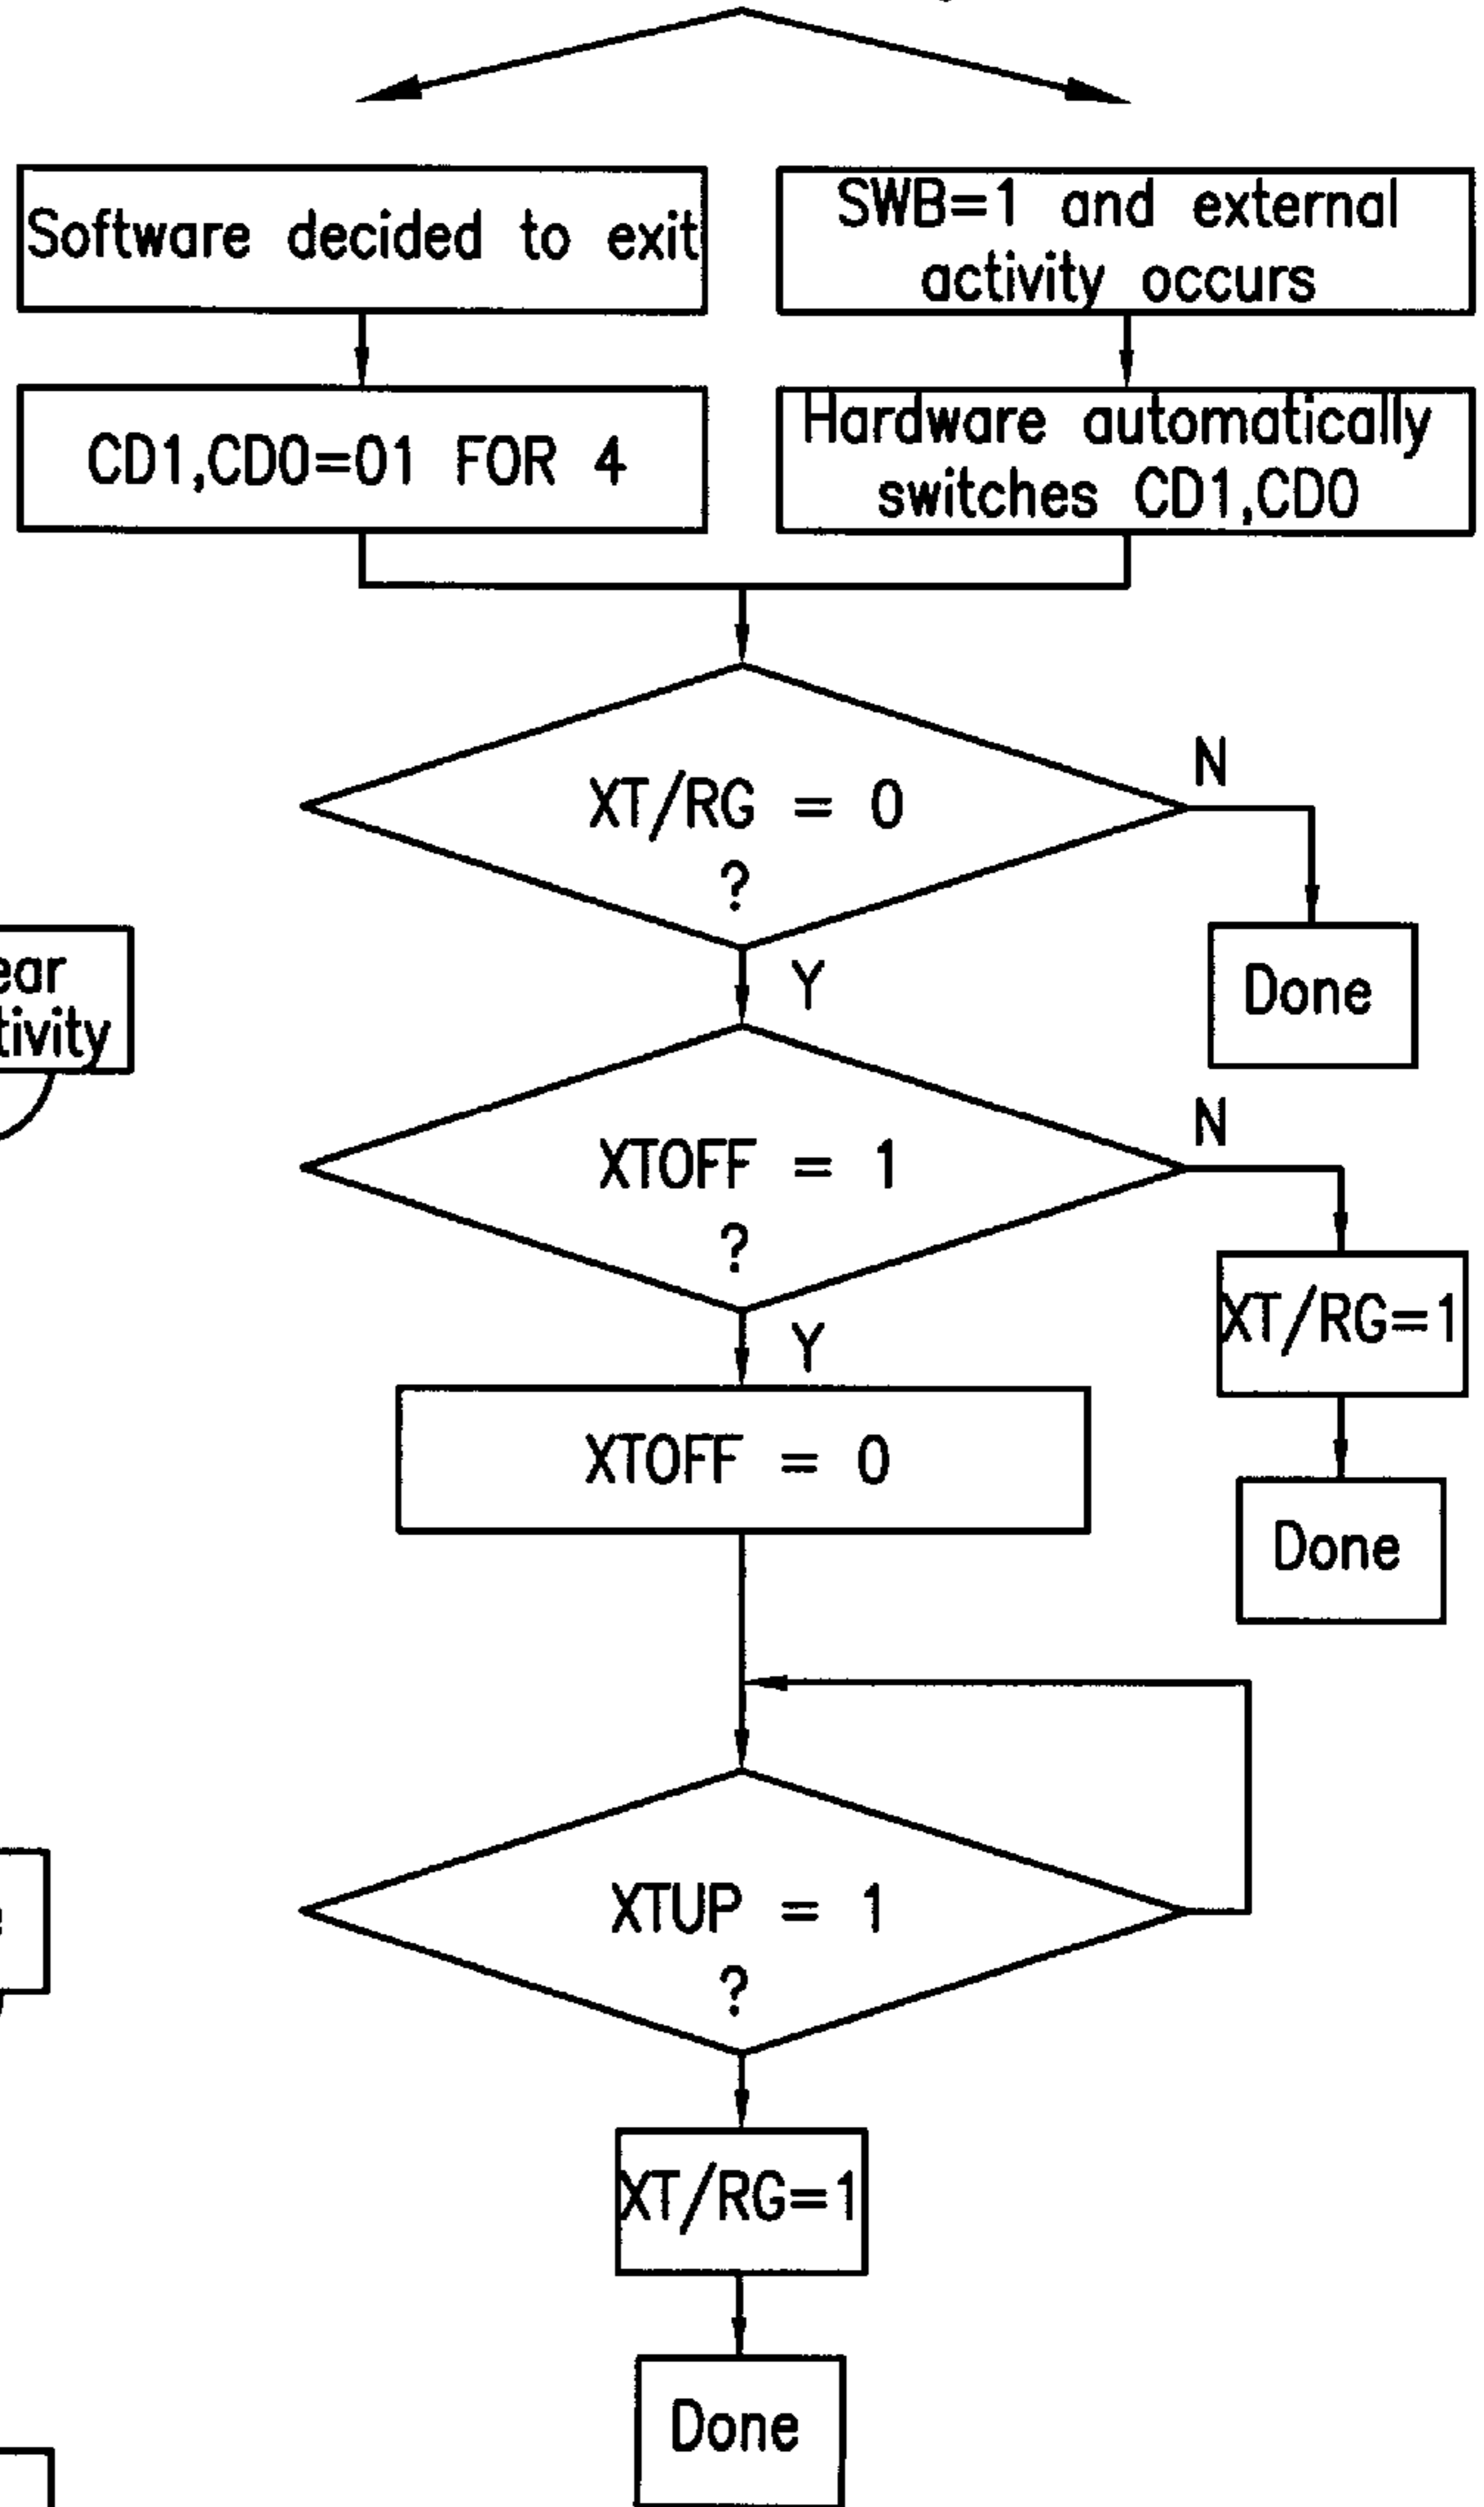 Software decided to exit
SWB=1 and external
activity occurs
CD1,CD0=01 FOR 4
Hardware automatically
switches CD1,CD0
XT/RG = 0
?
N
Y
Done
XTOFF = 1
?
N
Y
XT/RG=1
Done
XTOFF = 0
XTUP = 1
?
XT/RG=1
Done